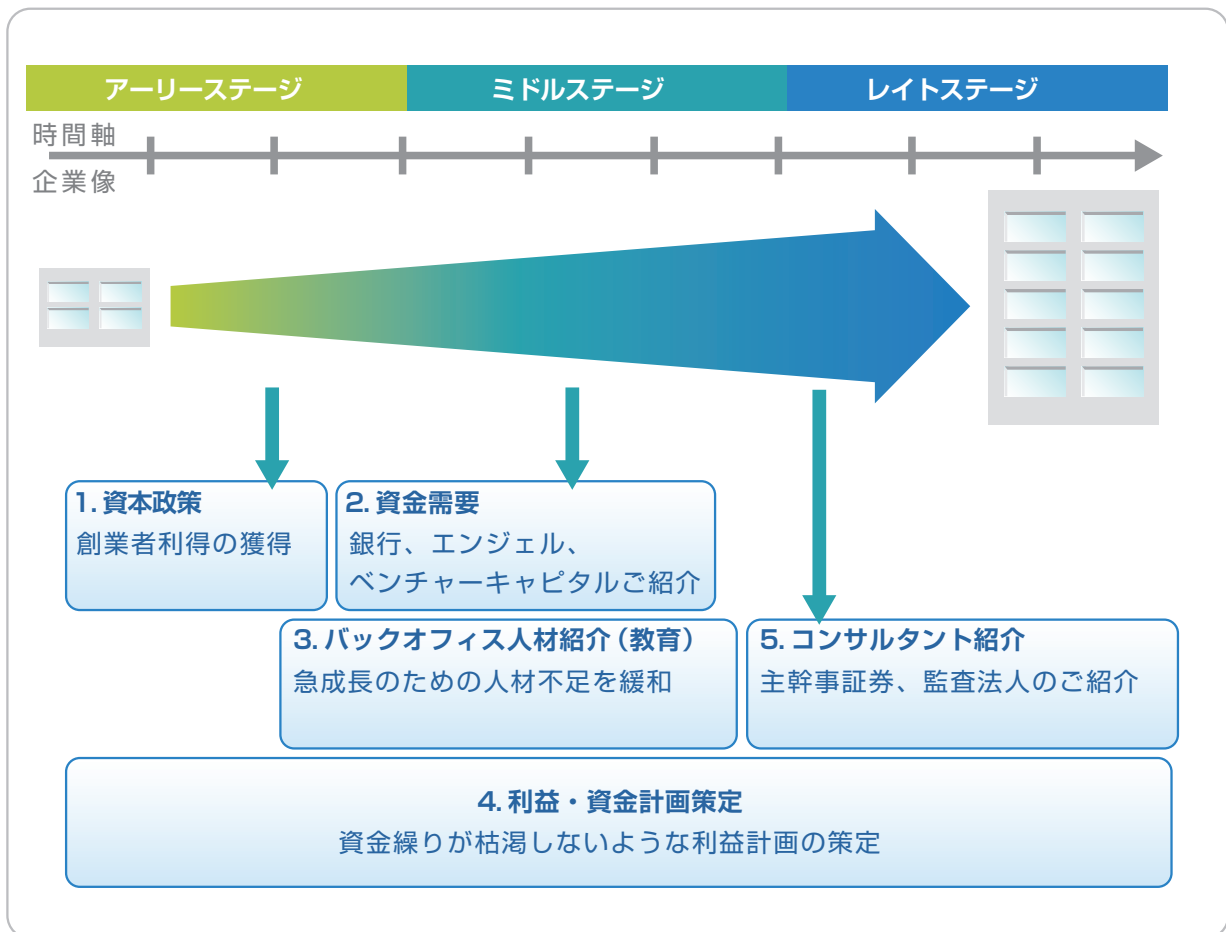 アーリーステージ
ミドルステージ
レイトステージ
時間軸
企業像
1. 資本政策
創業者利得の獲得
2. 資金需要
銀行、エンジェル、
ベンチャーキャピタルご紹介
3. バックオフィス人材紹介(教育)
急成長のための人材不足を緩和
5. コンサルタント紹介
主幹事証券、監査法人のご紹介
4. 利益・資金計画策定
資金繰りが枯渇しないような利益計画の策定